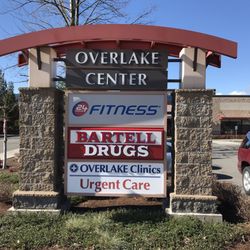 OVERLAKE
CENTER
24 FITNESS
BARTELL
DRUGS
OVERLAKE Clinics
Urgent Care